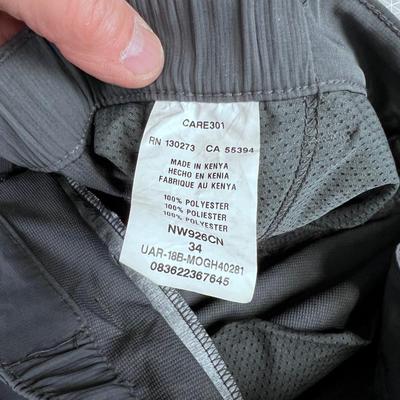 CARE301
RN 130273 CA 55394
MADE IN KENYA
HECHO EN KENIA
FABRIQUE AU KENYA
100% POLYESTER
100% POLIESTER
100% POLYESTER
NW926CN
34
UAR-18B-MOGH40281
083622367645